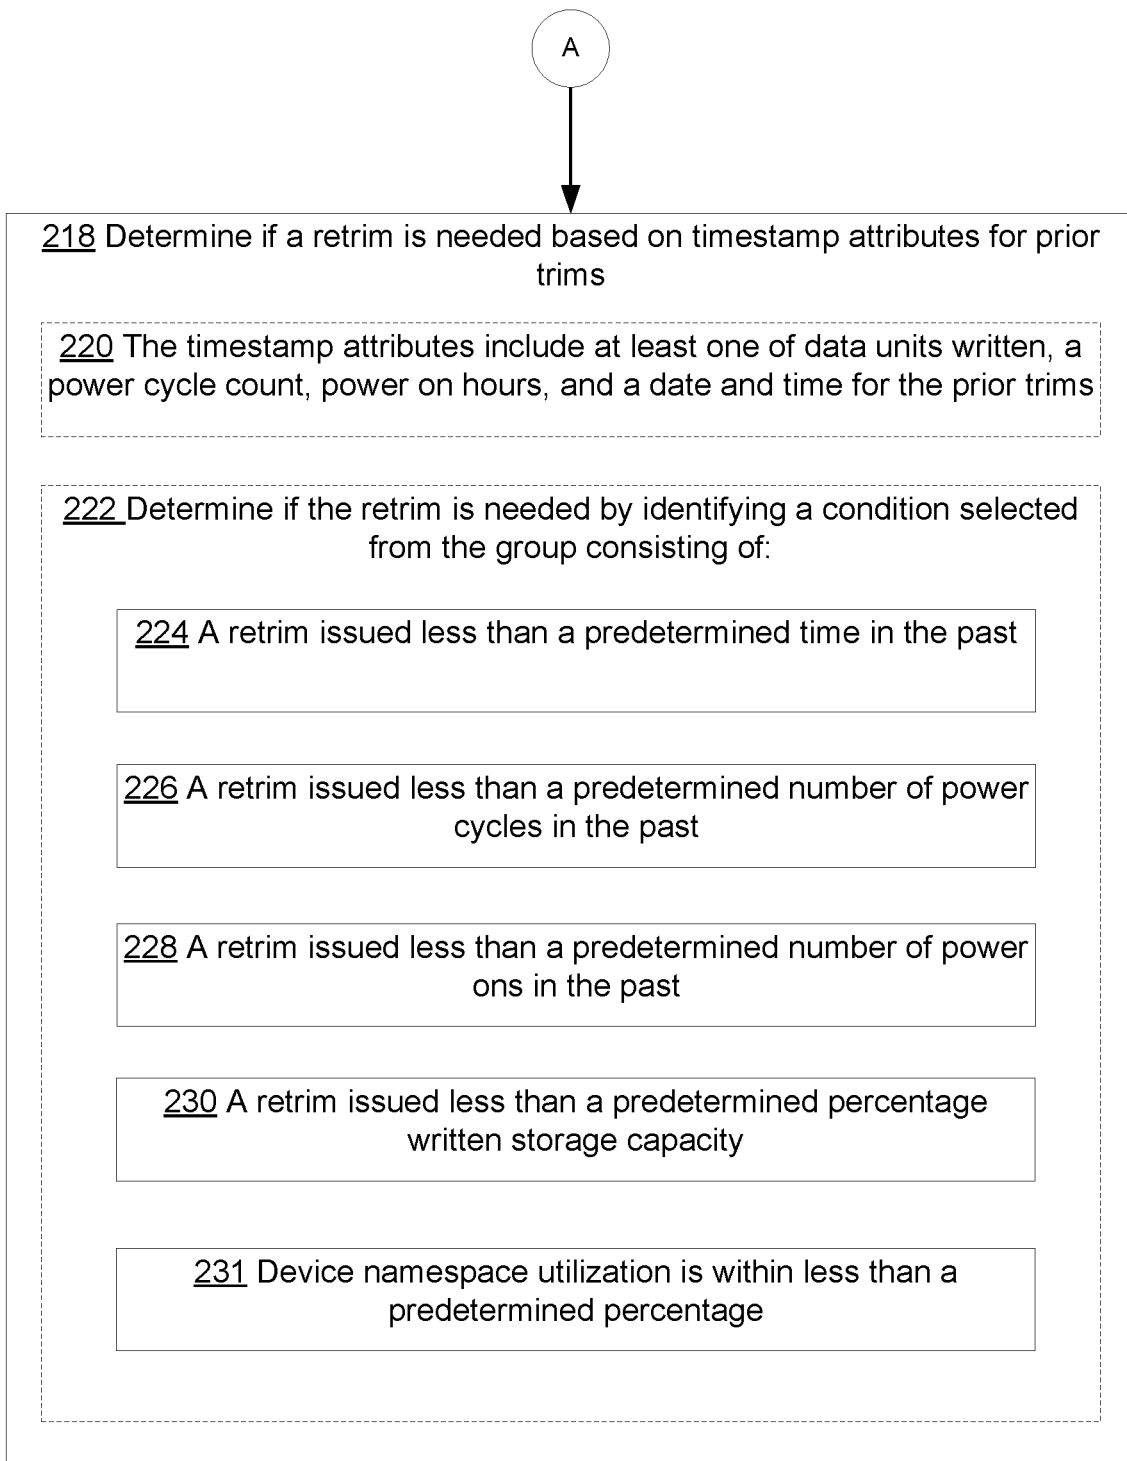 A
218 Determine if a retrim is needed based on timestamp attributes for prior
trims
220 The timestamp attributes include at least one of data units written, a
power cycle count, power on hours, and a date and time for the prior trims
222 Determine if the retrim is needed by identifying a condition selected
from the group consisting of:
224 A retrim issued less than a predetermined time in the past
226 A retrim issued less than a predetermined number of power
cycles in the past
228 A retrim issued less than a predetermined number of power
ons in the past
230 A retrim issued less than a predetermined percentage
written storage capacity
231 Device namespace utilization is within less than a
predetermined percentage